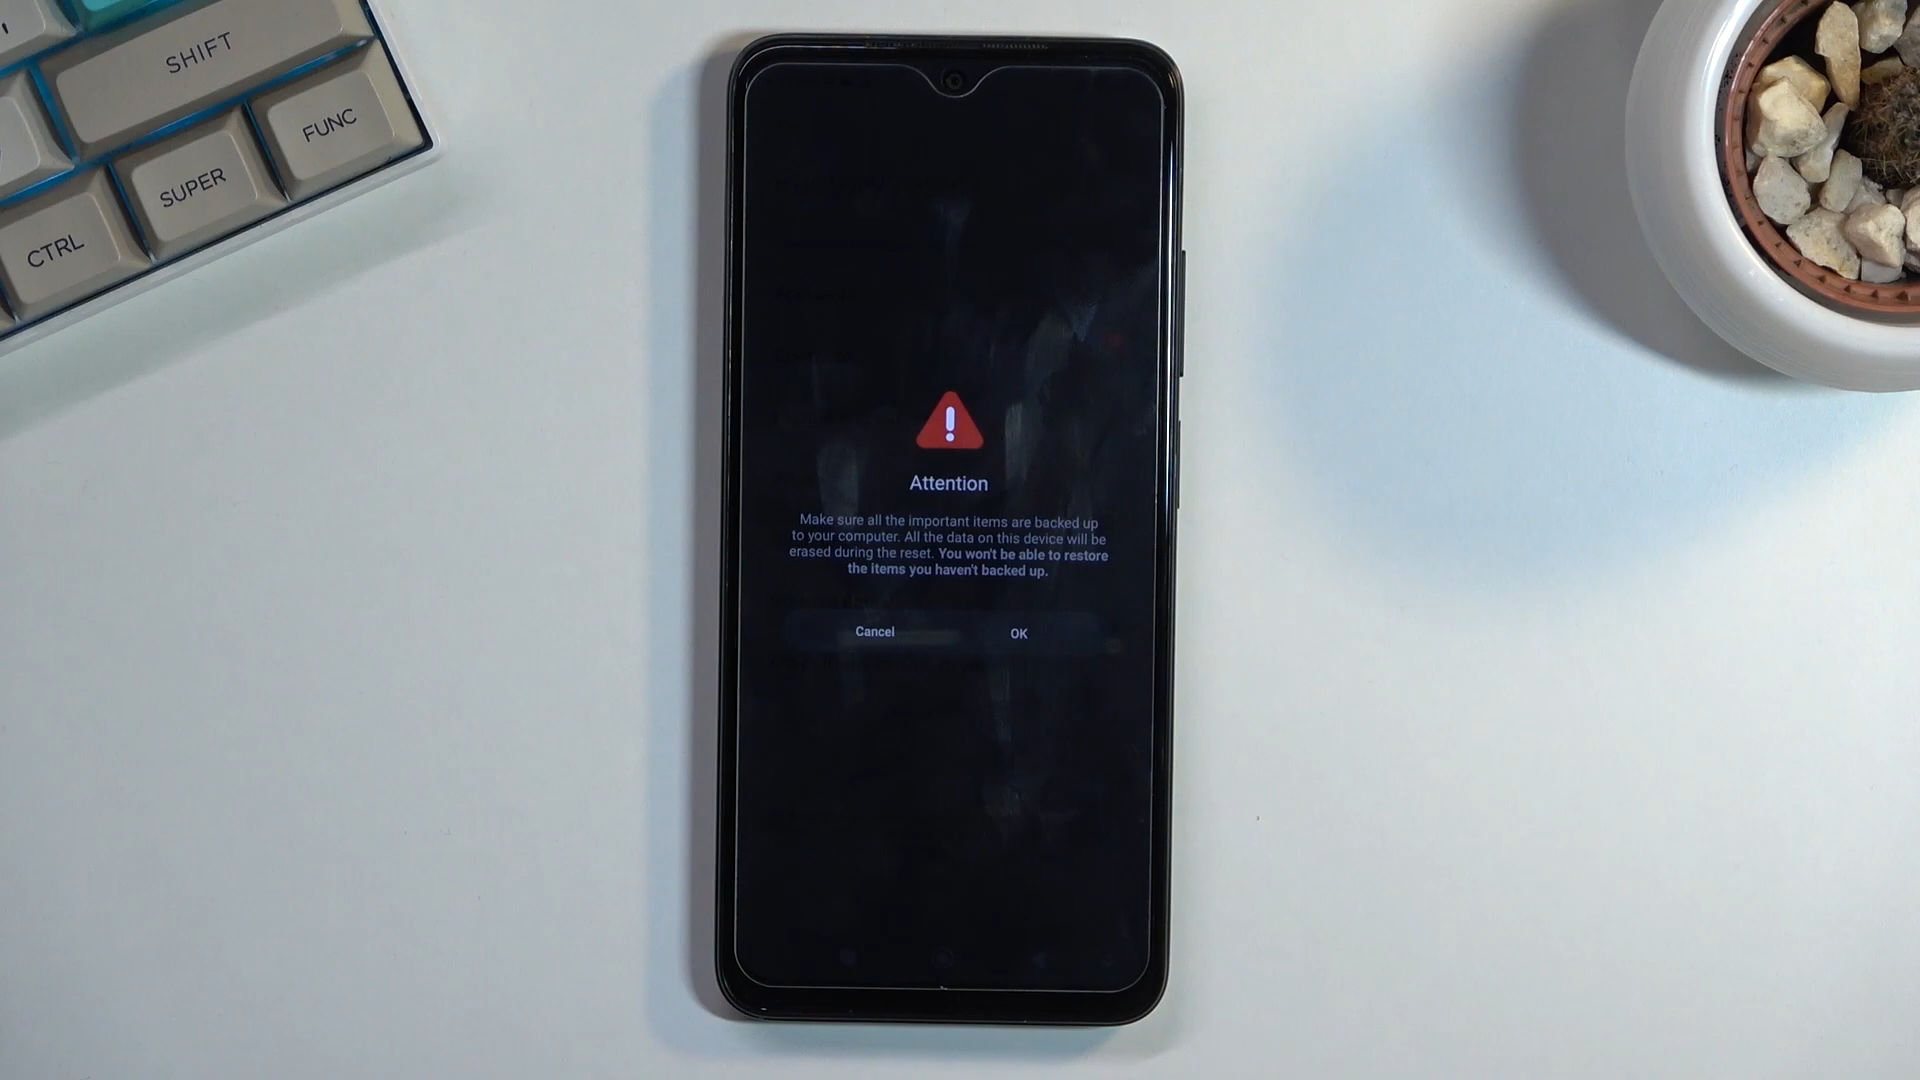 SHIFT
FUNC
SUPER
CTRL
Attention
Make sure all the important items are backed up
to your computer. All the data on this device will be
erased during the reset. You won't be able to restore
the items you haven't backed up.
Cancel
OK